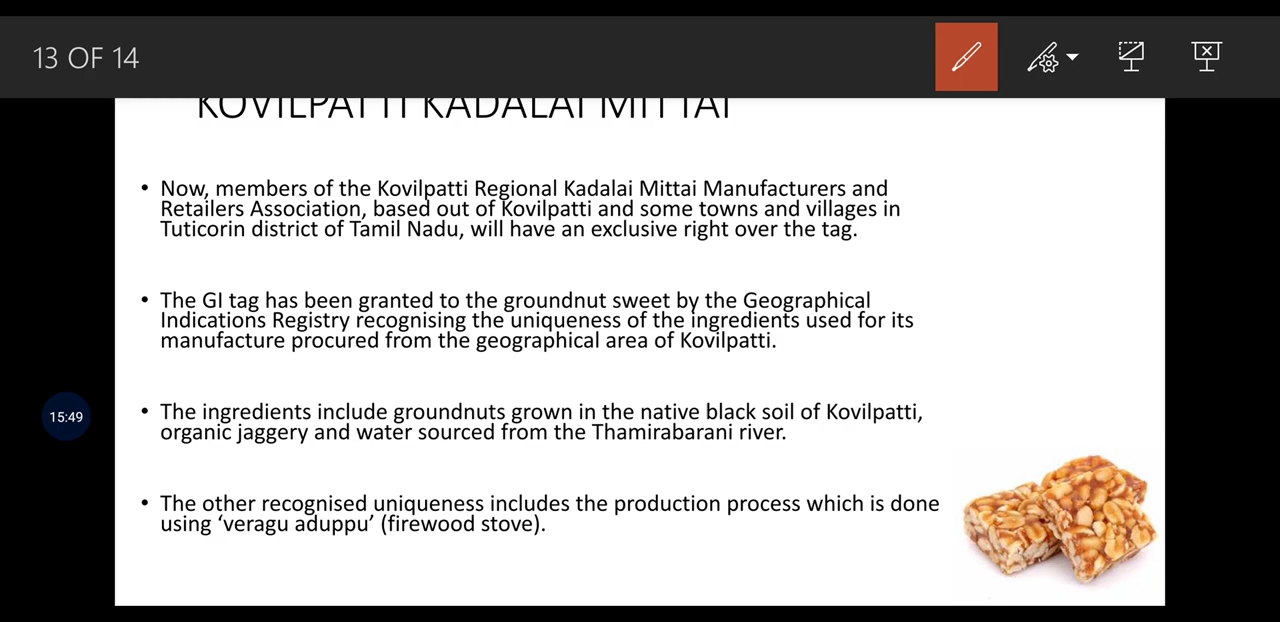 13 OF 14
KOVILPATTI KADALAI MITTAI
• Now, members of the Kovilpatti Regional Kadalai Mittai Manufacturers and
Retailers Association, based out of Kovilpatti and some towns and villages in
Tuticorin district of Tamil Nadu, will have an exclusive right over the tag.
• The GI tag has been granted to the groundnut sweet by the Geographical
Indications Registry recognising the uniqueness of the ingredients used for its
manufacture procured from the geographical area of Kovilpatti.
15:49
• The ingredients include groundnuts grown in the native black soil of Kovilpatti,
organic jaggery and water sourced from the Thamirabarani river.
• The other recognised uniqueness includes the production process which is done
using ‘veragu aduppu’ (firewood stove).